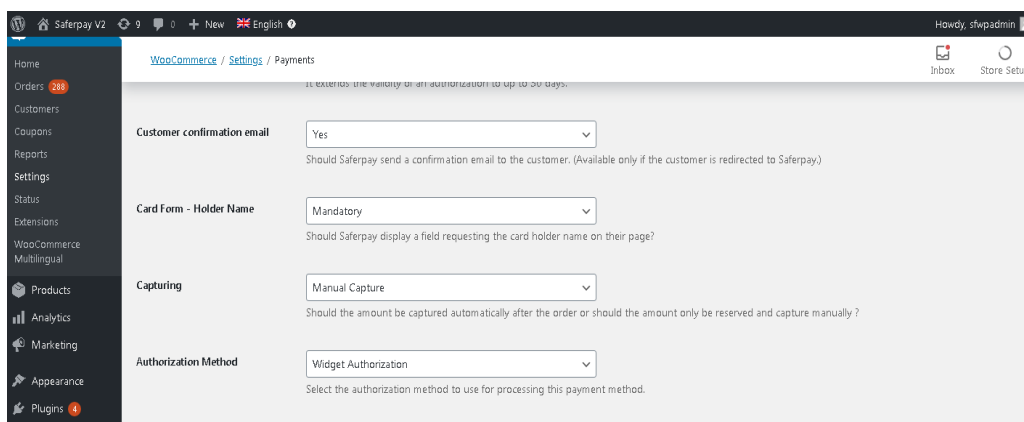 Saferpay V2 9 0 + New English Howdy, sfwpadmin
Home
Orders 288
Customers
Coupons
Reports
Settings
Status
Extensions
WooCommerce
Multilingual
Products
Analytics
Marketing
Appearance
Plugins 4
WooCommerce / Settings / Payments
Inbox
Store Setu
It extends the validity of an authorization to up to 30 days.
Customer confirmation email
Yes
Should Saferpay send a confirmation email to the customer. (Available only if the customer is redirected to Saferpay.)
Card Form - Holder Name
Mandatory
Should Saferpay display a field requesting the card holder name on their page?
Capturing
Manual Capture
Should the amount be captured automatically after the order or should the amount only be reserved and capture manually ?
Authorization Method
Widget Authorization
Select the authorization method to use for processing this payment method.